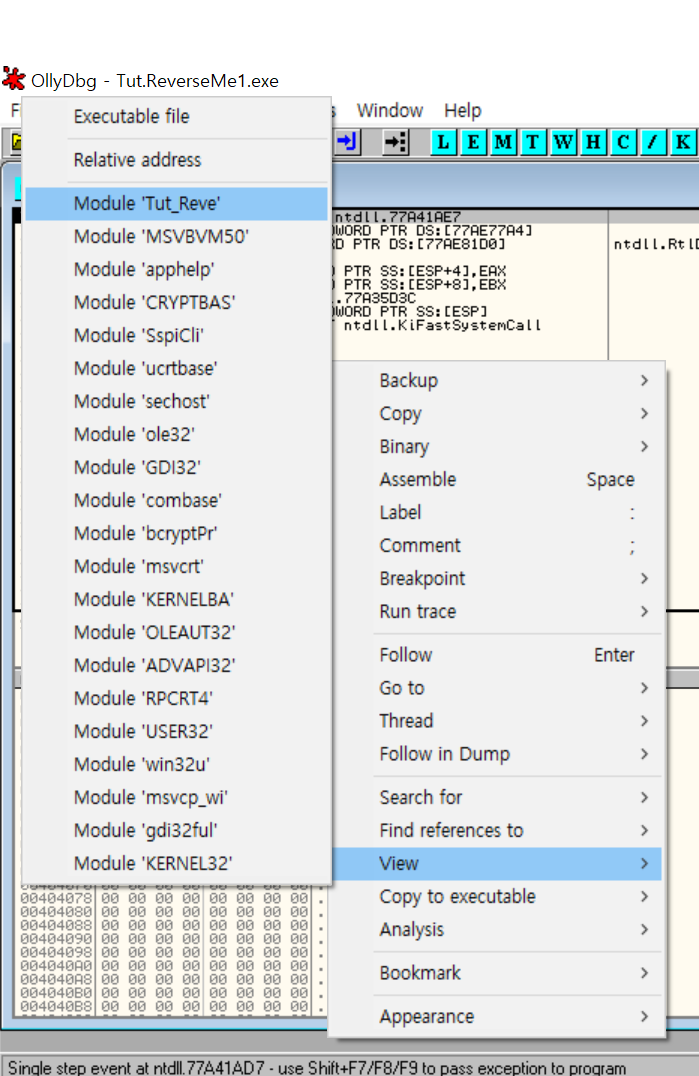 OllyDbg - Tut.ReverseMe1.exe
Window Help
L E M T W H C / K
Executable file
Relative address
Module 'Tut_Reve'
Module 'MSVBVM50'
Module 'apphelp'
Module 'CRYPTBAS'
Module 'SspiCli'
Module 'ucrtbase'
Module 'sechost'
Module 'ole32'
Module 'GDI32'
Module 'combase'
Module 'bcryptPr'
Module 'msvcrt'
Module 'KERNELBA'
Module 'OLEAUT32'
Module 'ADVAPI32'
Module 'RPCRT4'
Module 'USER32'
Module 'win32u'
Module 'msvcp_wi'
Module 'gdi32ful'
Module 'KERNEL32'
ntdll.77A41AE7
WORD PTR DS:[77AE77A4]
RD PTR DS:[77AE81D0]
PTR SS:[ESP+4],EAX
PTR SS:[ESP+8],EBX
.77A35D3C
WORD PTR SS:[ESP]
ntdll.KiFastSystemCall
ntdll.RtlD
Backup
Copy
Binary
Assemble Space
Label :
Comment ;
Breakpoint
Run trace
Follow Enter
Go to
Thread
Follow in Dump
Search for
Find references to
View
Copy to executable
Analysis
Bookmark
Appearance
00404078 00 00 00 00 00 00 00 00 .
00404080 00 00 00 00 00 00 00 00 .
00404088 00 00 00 00 00 00 00 00 .
00404090 00 00 00 00 00 00 00 00 .
00404098 00 00 00 00 00 00 00 00 .
004040A0 00 00 00 00 00 00 00 00 .
004040A8 00 00 00 00 00 00 00 00 .
004040B0 00 00 00 00 00 00 00 00 .
004040B8 00 00 00 00 00 00 00 00 .
Single step event at ntdll.77A41AD7 - use Shift+F7/F8/F9 to pass exception to program